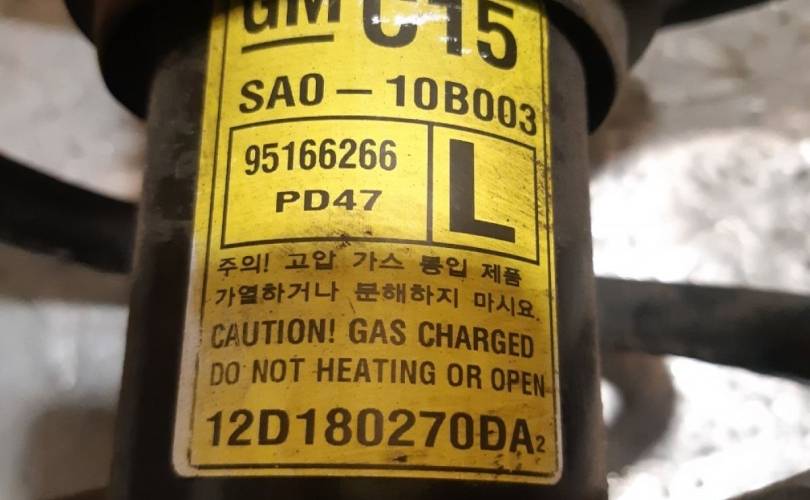 GM C15
SA0 - 10B003
95166266 L
PD47
주의! 고압 가스 봉입 제품
가열하거나 분해하지 마시요.
CAUTION! GAS CHARGED
DO NOT HEATING OR OPEN
12D180270DA2